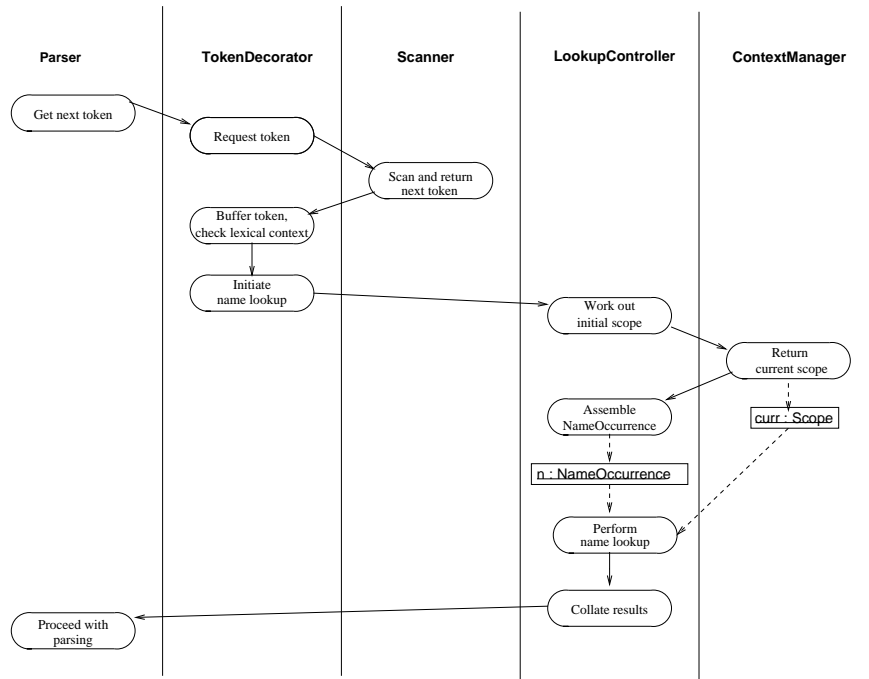 Parser
TokenDecorator
Scanner
LookupController
ContextManager
Get next token
Request token
Scan and return
next token
Buffer token,
check lexical context
Initiate
name lookup
Work out
initial scope
Return
current scope
Assemble
NameOccurrence
curr : Scope
n : NameOccurrence
Perform
name lookup
Collate results
Proceed with
parsing